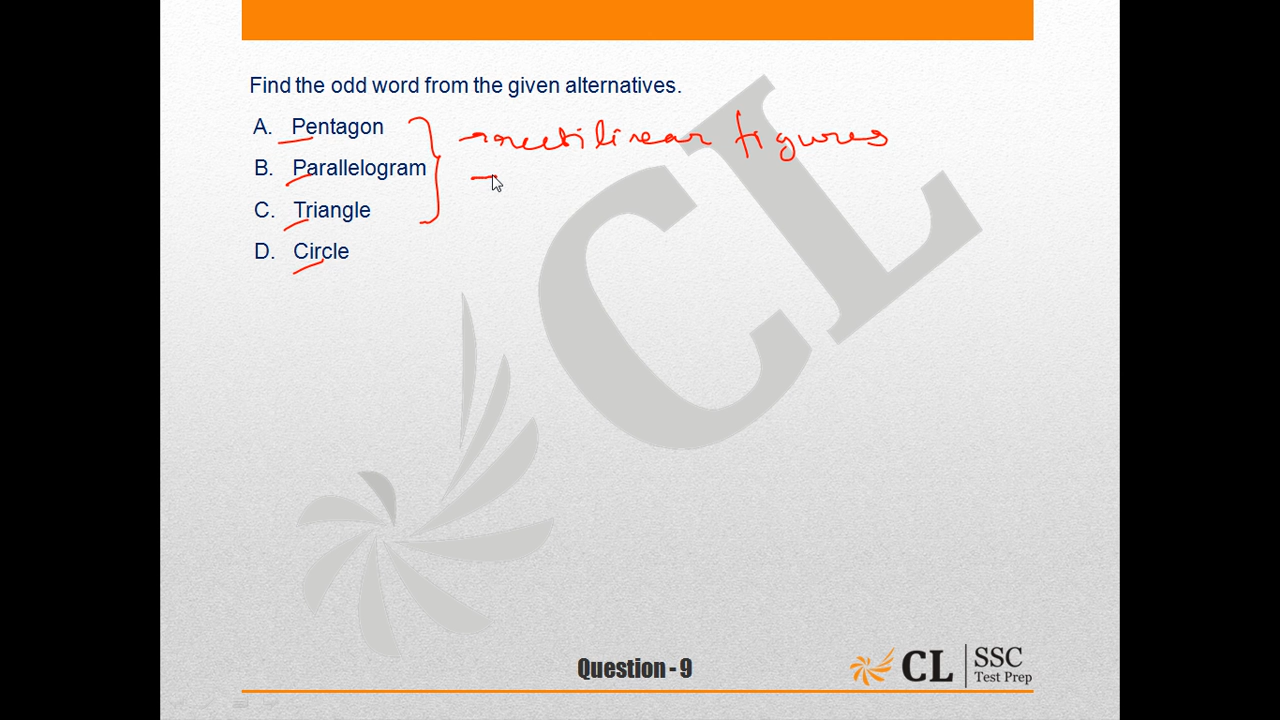 Find the odd word from the given alternatives.
A. Pentagon
B. Parallelogram
C. Triangle
D. Circle
rectilinear figures
CL
Question - 9
CL SSC
Test Prep